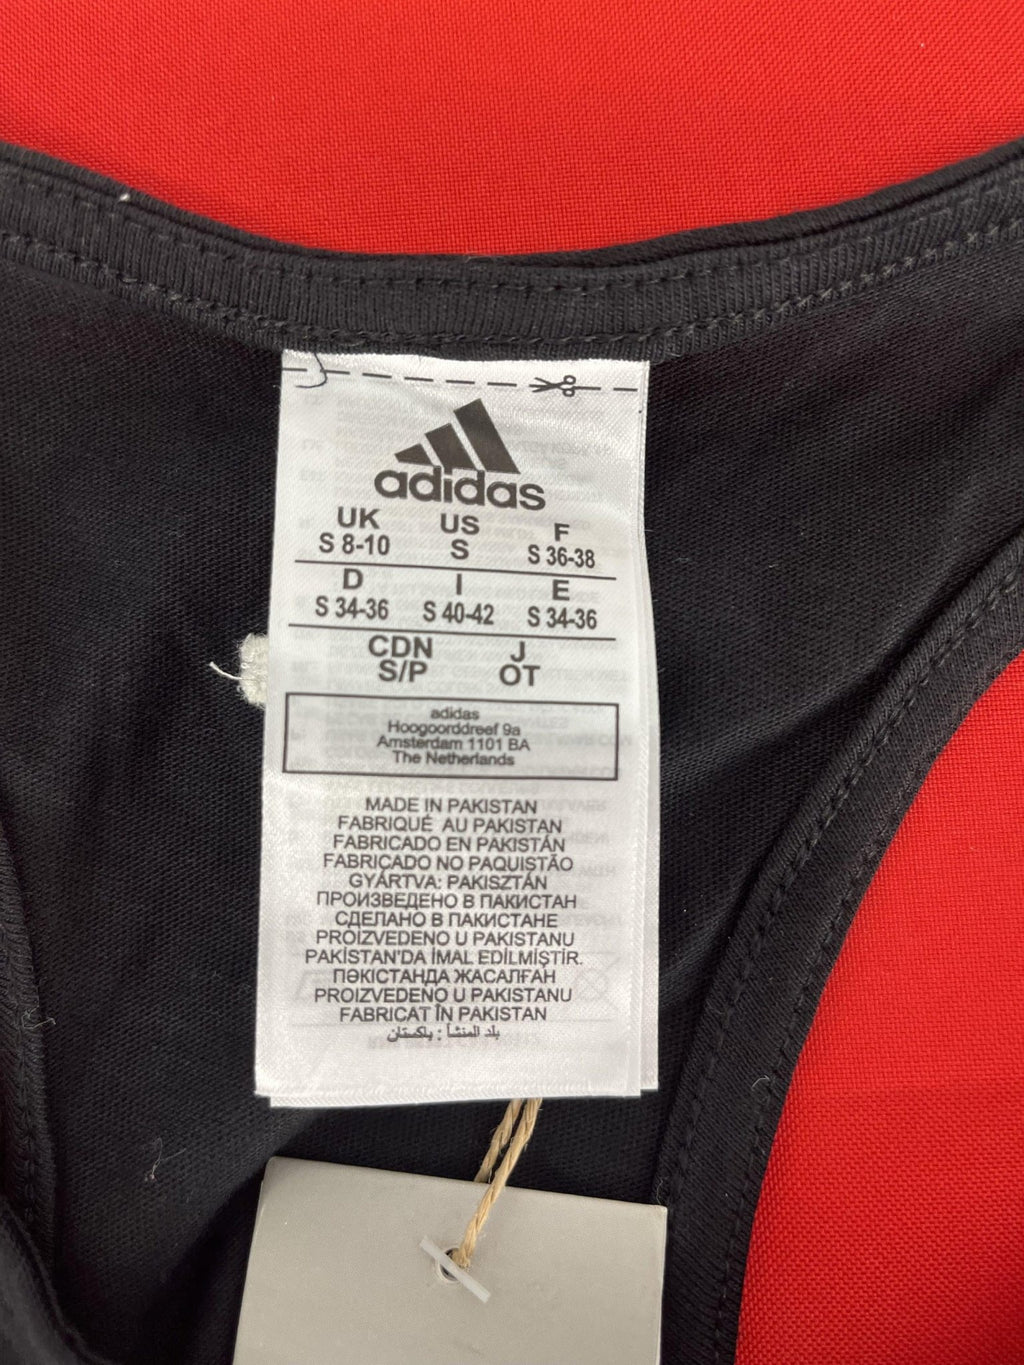 adidas
UK US F
S 8-10 S S 36-38
D I E
S 34-36 S 40-42 S 34-36
CDN J
S/P OT
adidas
Hoogoorddreef 9a
Amsterdam 1101 BA
The Netherlands
MADE IN PAKISTAN
FABRIQUÉ AU PAKISTAN
FABRICADO EN PAKISTÁN
FABRICADO NO PAQUISTÃO
GYÁRTVA: PAKISZTÁN
ПРОИЗВЕДЕНО В ПАКИСТАН
СДЕЛАНО В ПАКИСТАНЕ
PROIZVEDENO U PAKISTANU
PAKİSTAN'DA İMAL EDİLMİŞTİR.
ПӘКІСТАНДА ЖАСАЛҒАН
PROIZVEDENO U PAKISTANU
FABRICAT ÎN PAKISTAN
بلد المنشأ : باكستان